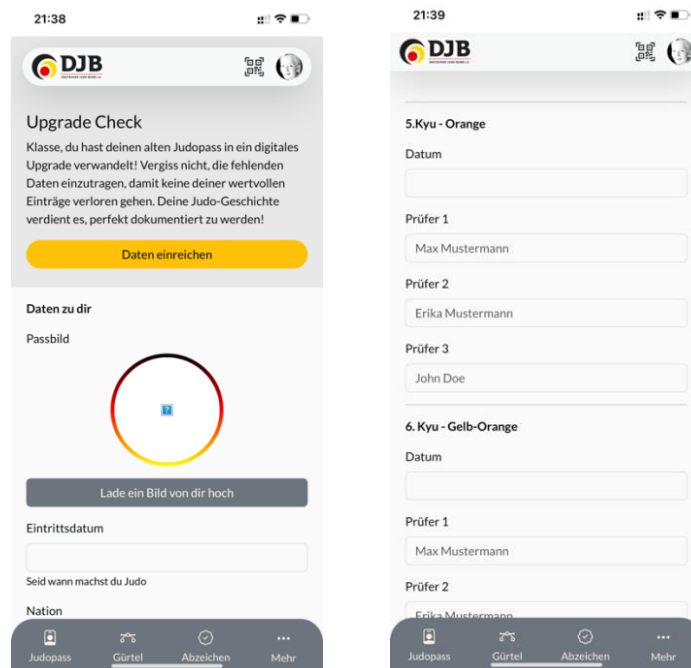 21:38
DJB
Upgrade Check
Klasse, du hast deinen alten Judopass in ein digitales
Upgrade verwandelt! Vergiss nicht, die fehlenden
Daten einzutragen, damit keine deiner wertvollen
Einträge verloren gehen. Deine Judo-Geschichte
verdient es, perfekt dokumentiert zu werden!
Daten einreichen
Daten zu dir
Passbild
?
Lade ein Bild von dir hoch
Eintrittsdatum
Seid wann machst du Judo
Nation
Judopass Gürtel Abzeichen Mehr
21:39
DJB
5.Kyu - Orange
Datum
Prüfer 1
Max Mustermann
Prüfer 2
Erika Mustermann
Prüfer 3
John Doe
6. Kyu - Gelb-Orange
Datum
Prüfer 1
Max Mustermann
Prüfer 2
Erika Mustermann
Judopass Gürtel Abzeichen Mehr